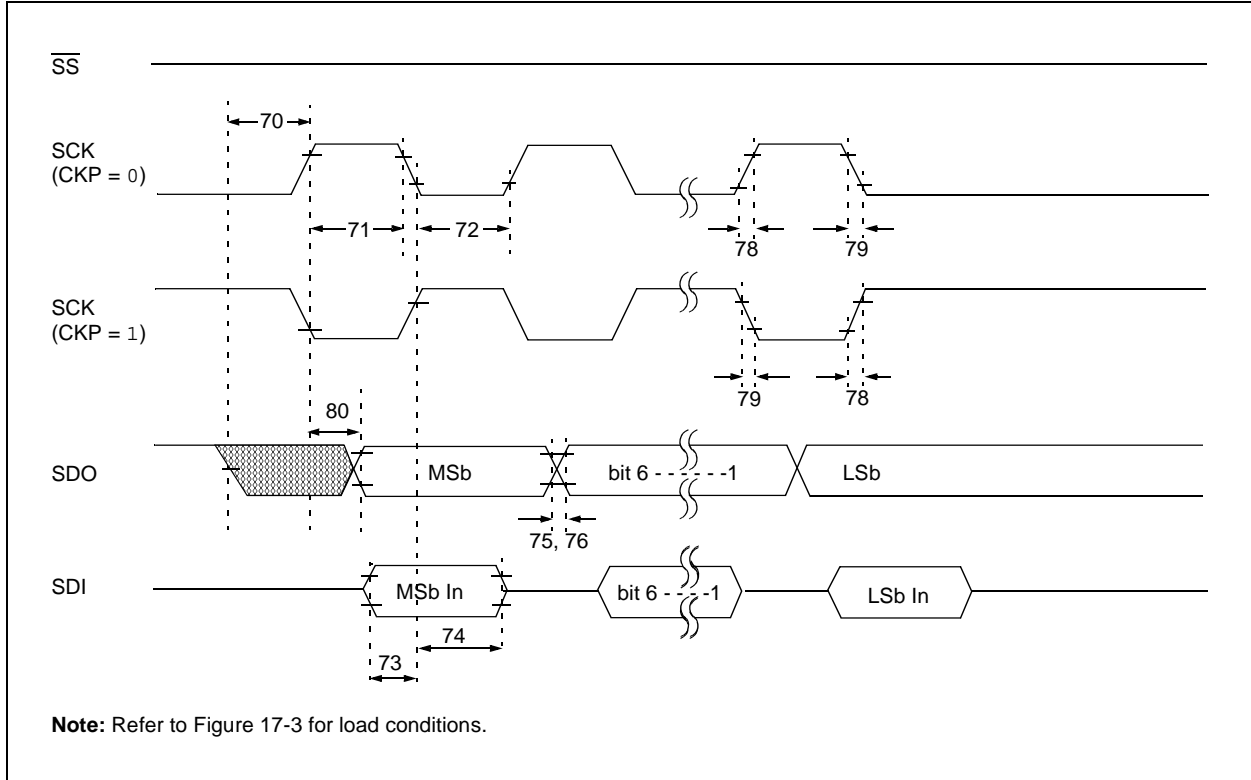 SS
70
SCK
(CKP = 0)
71
72
78
79
SCK
(CKP = 1)
79
78
80
SDO
MSb
bit 6 - - - - - -1
LSb
75, 76
SDI
MSb In
bit 6 - - - - -1
LSb In
74
73
Note: Refer to Figure 17-3 for load conditions.